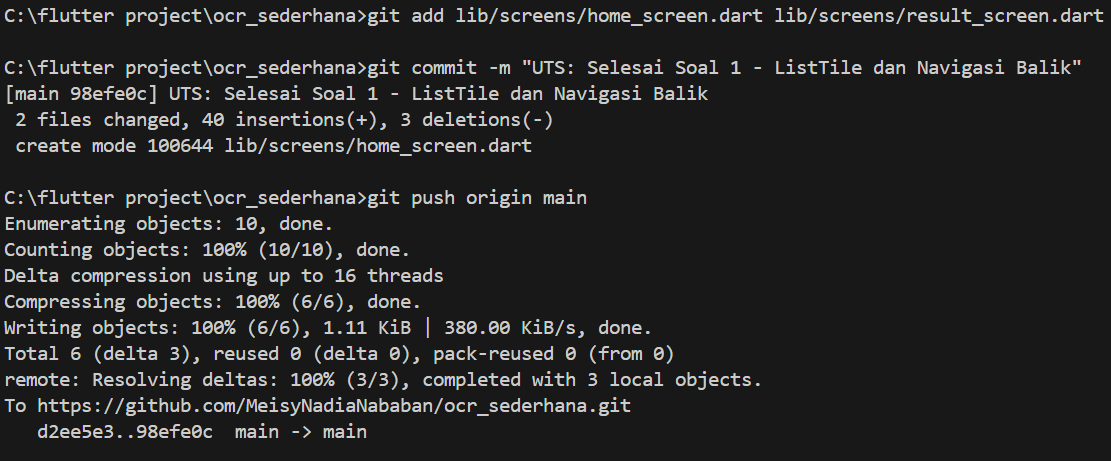 C:\flutter project\ocr_sederhana>git add lib/screens/home_screen.dart lib/screens/result_screen.dart
C:\flutter project\ocr_sederhana>git commit -m "UTS: Selesai Soal 1 - ListTile dan Navigasi Balik"
[main 98efe0c] UTS: Selesai Soal 1 - ListTile dan Navigasi Balik
 2 files changed, 40 insertions(+), 3 deletions(-)
 create mode 100644 lib/screens/home_screen.dart
C:\flutter project\ocr_sederhana>git push origin main
Enumerating objects: 10, done.
Counting objects: 100% (10/10), done.
Delta compression using up to 16 threads
Compressing objects: 100% (6/6), done.
Writing objects: 100% (6/6), 1.11 KiB | 380.00 KiB/s, done.
Total 6 (delta 3), reused 0 (delta 0), pack-reused 0 (from 0)
remote: Resolving deltas: 100% (3/3), completed with 3 local objects.
To https://github.com/MeisyNadiaNababan/ocr_sederhana.git
   d2ee5e3..98efe0c  main -> main